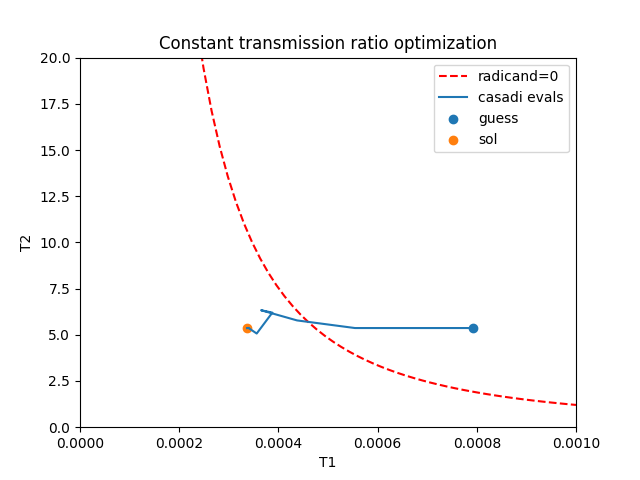 Constant transmission ratio optimization
20.0
17.5
15.0
12.5
10.0
7.5
5.0
2.5
0.0
T2
radicand=0
casadi evals
guess
sol
0.0000 0.0002 0.0004 0.0006 0.0008 0.0010
T1